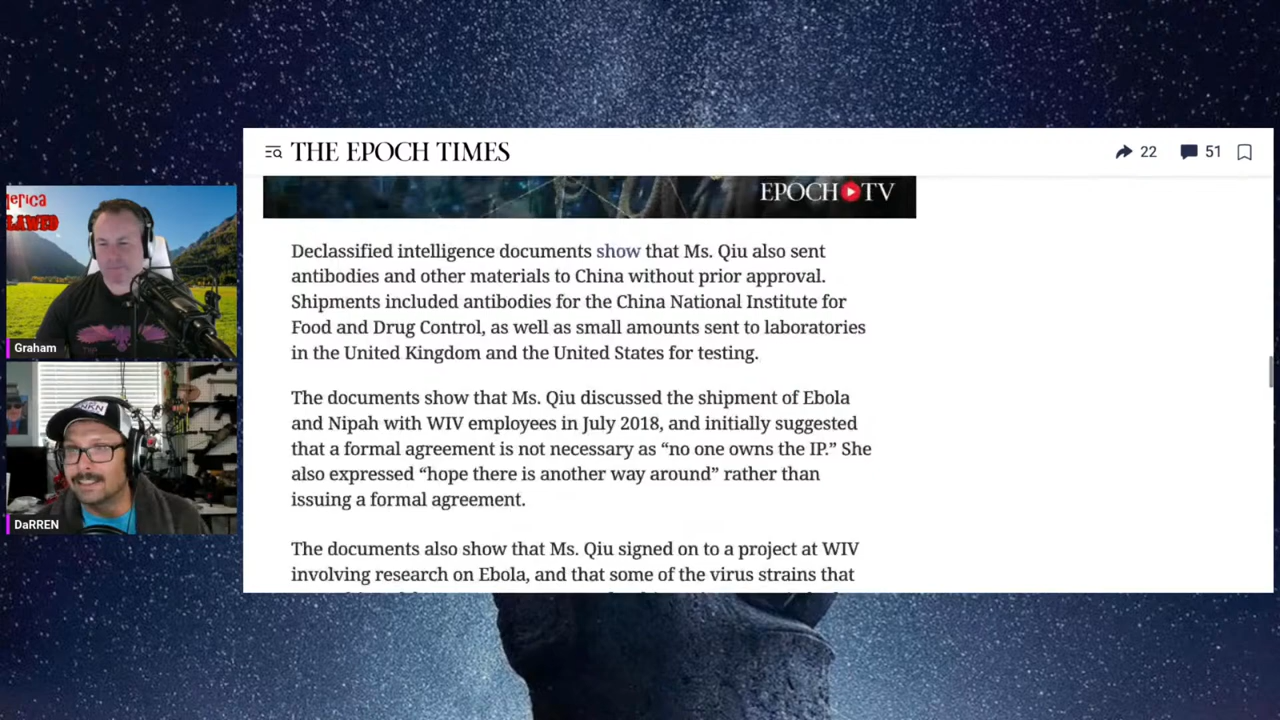 THE EPOCH TIMES
22
51
EPOCH TV
Declassified intelligence documents show that Ms. Qiu also sent
antibodies and other materials to China without prior approval.
Shipments included antibodies for the China National Institute for
Food and Drug Control, as well as small amounts sent to laboratories
in the United Kingdom and the United States for testing.
The documents show that Ms. Qiu discussed the shipment of Ebola
and Nipah with WIV employees in July 2018, and initially suggested
that a formal agreement is not necessary as “no one owns the IP.” She
also expressed “hope there is another way around” rather than
issuing a formal agreement.
The documents also show that Ms. Qiu signed on to a project at WIV
involving research on Ebola, and that some of the virus strains that
merica
Graham
DaRREN